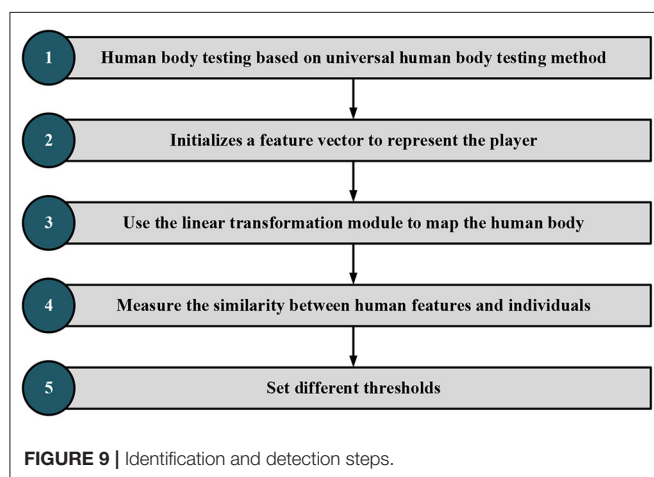 1 Human body testing based on universal human body testing method
2 Initializes a feature vector to represent the player
3 Use the linear transformation module to map the human body
4 Measure the similarity between human features and individuals
5 Set different thresholds
FIGURE 9 | Identification and detection steps.